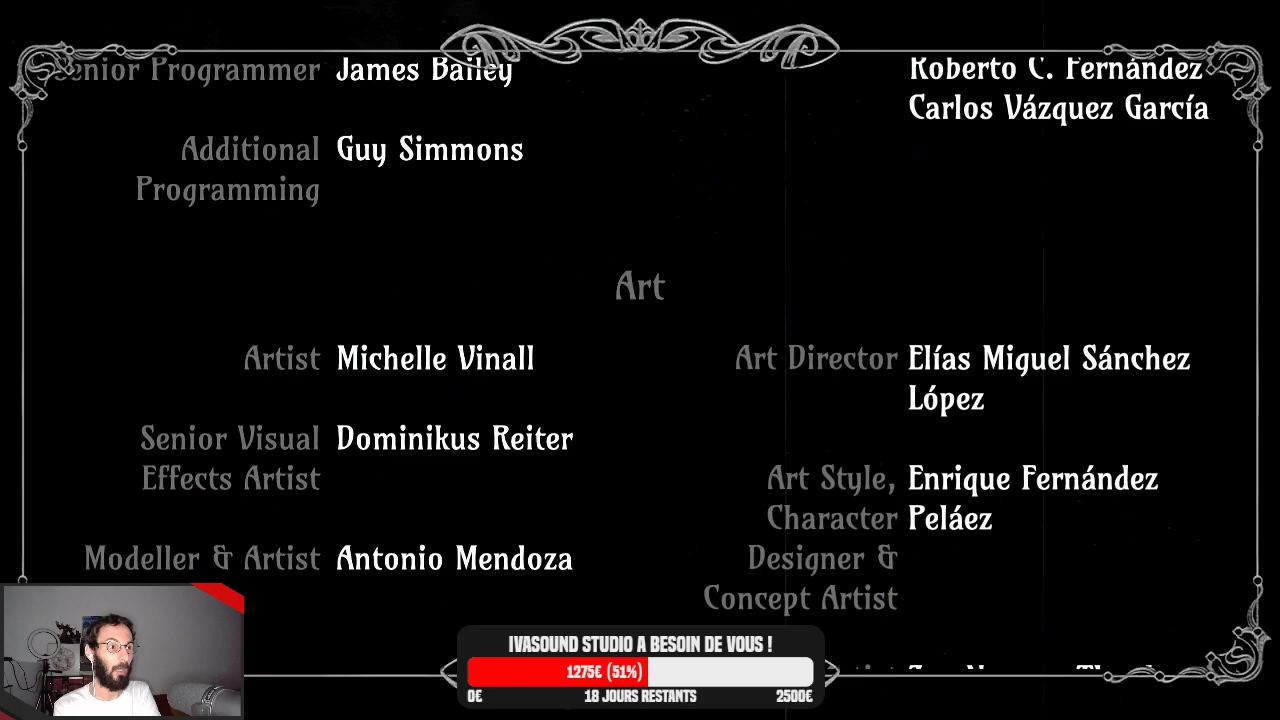 Senior Programmer James Bailey
Roberto C. Fernández
Carlos Vázquez García
Additional Guy Simmons
Programming
Art
Artist Michelle Vinall
Art Director Elías Miguel Sánchez
López
Senior Visual Dominikus Reiter
Effects Artist
Art Style, Enrique Fernández
Character Peláez
Designer &
Concept Artist
Modeller & Artist Antonio Mendoza
IVASOUND STUDIO A BESOIN DE VOUS !
1275€ (51%)
0€ 18 JOURS RESTANTS 2500€